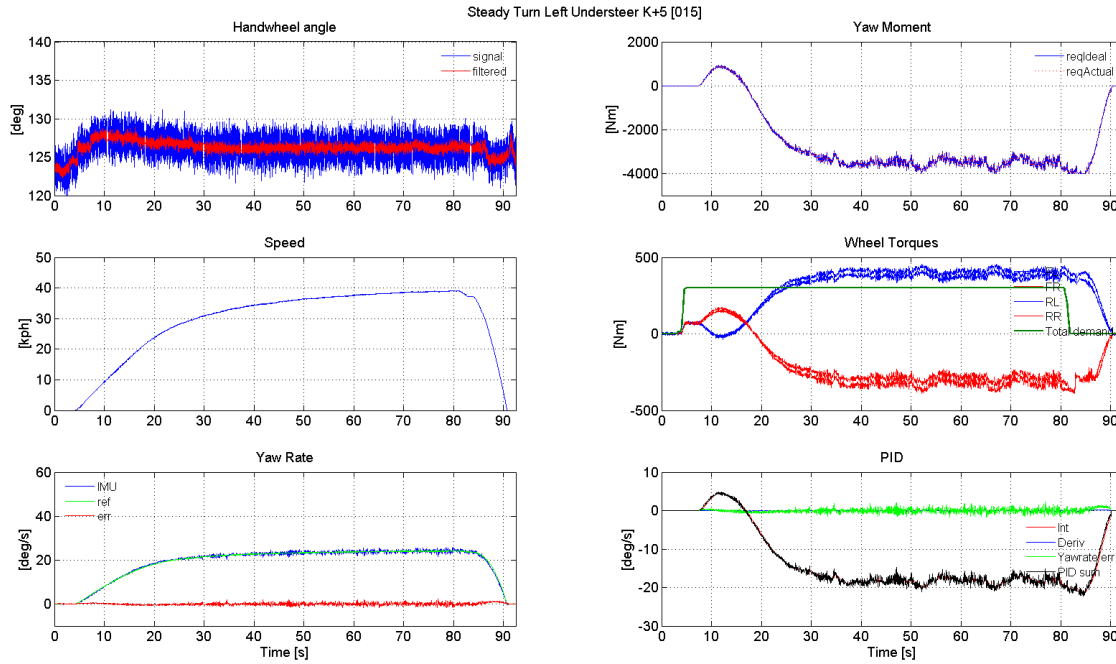 Steady Turn Left Understeer K+5 [015]
Handwheel angle
140
135
130
125
120
[deg]
signal
filtered
0 10 20 30 40 50 60 70 80 90
Yaw Moment
2000
0
-2000
-4000
[Nm]
reqIdeal
reqActual
0 10 20 30 40 50 60 70 80 90
Speed
50
40
30
20
10
0
[kph]
0 10 20 30 40 50 60 70 80 90
Wheel Torques
500
0
-500
[Nm]
FR
RL
RR
Total demand
0 10 20 30 40 50 60 70 80 90
Yaw Rate
60
40
20
0
[deg/s]
IMU
ref
err
0 10 20 30 40 50 60 70 80 90
Time [s]
PID
10
0
-10
-20
-30
[deg/s]
Int
Deriv
Yawrate err
PID sum
0 10 20 30 40 50 60 70 80 90
Time [s]